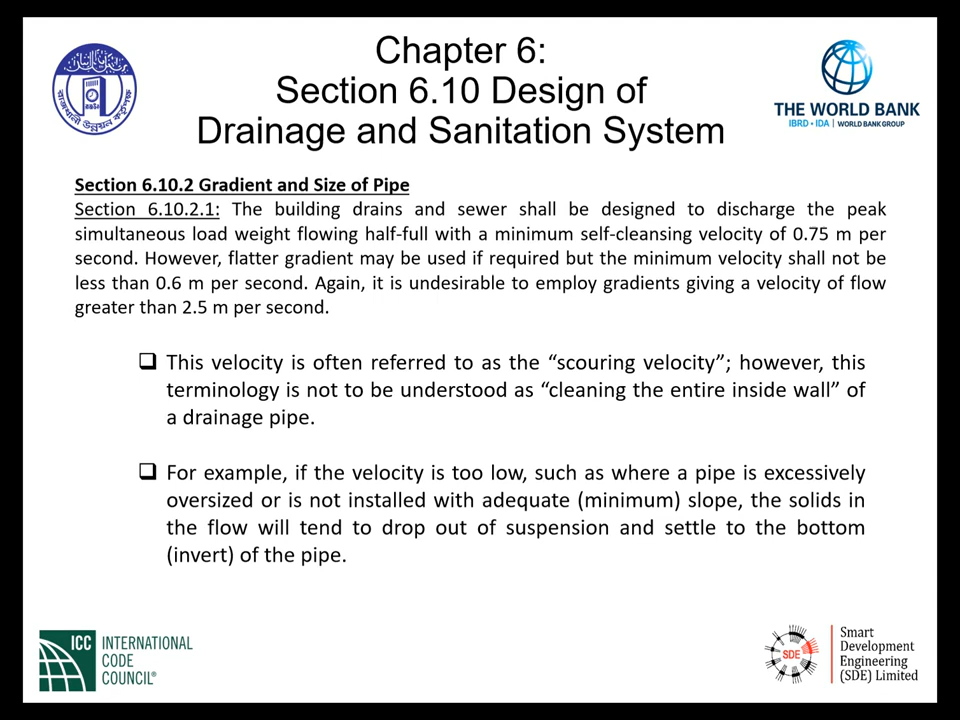 Chapter 6:
Section 6.10 Design of
Drainage and Sanitation System
THE WORLD BANK
IBRD • IDA | WORLD BANK GROUP
Section 6.10.2 Gradient and Size of Pipe
Section 6.10.2.1: The building drains and sewer shall be designed to discharge the peak
simultaneous load weight flowing half-full with a minimum self-cleansing velocity of 0.75 m per
second. However, flatter gradient may be used if required but the minimum velocity shall not be
less than 0.6 m per second. Again, it is undesirable to employ gradients giving a velocity of flow
greater than 2.5 m per second.
This velocity is often referred to as the “scouring velocity”; however, this
terminology is not to be understood as “cleaning the entire inside wall” of
a drainage pipe.
For example, if the velocity is too low, such as where a pipe is excessively
oversized or is not installed with adequate (minimum) slope, the solids in
the flow will tend to drop out of suspension and settle to the bottom
(invert) of the pipe.
ICC
INTERNATIONAL
CODE
COUNCIL®
SDE
Smart
Development
Engineering
(SDE) Limited